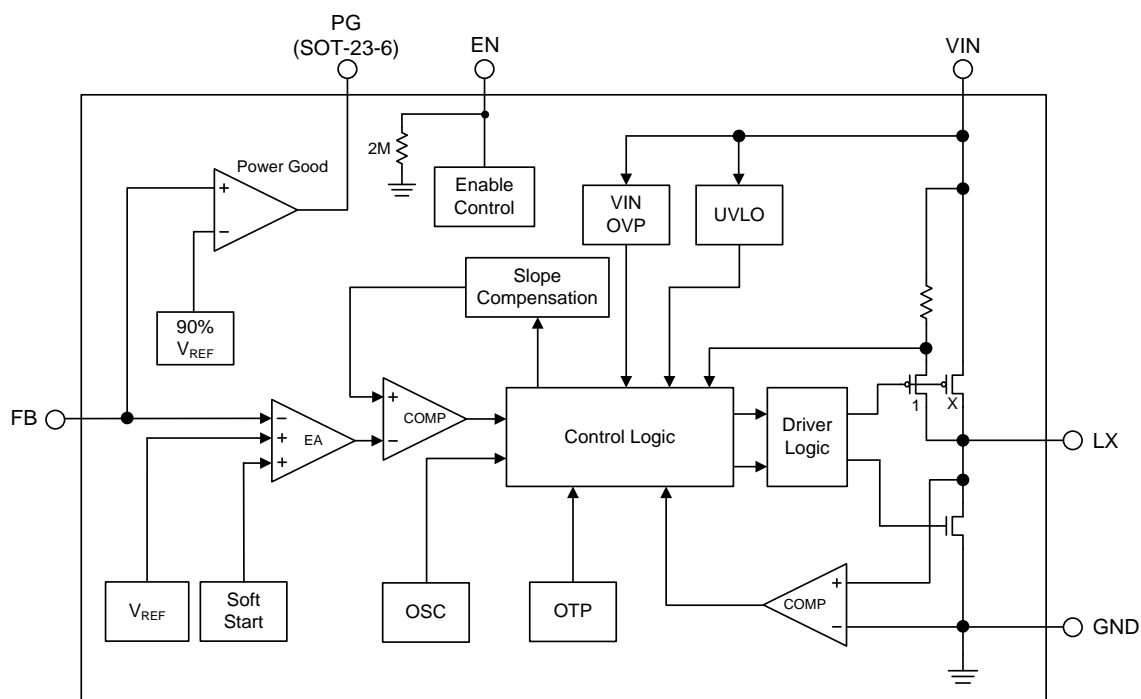 PG
(SOT-23-6)
EN
VIN
2M
Power Good
+
−
Enable
Control
VIN
OVP
UVLO
Slope
Compensation
90%
VREF
FB
−
+
+
EA
+
−
COMP
Control Logic
Driver
Logic
1
X
LX
VREF
Soft
Start
OSC
OTP
COMP
+
−
GND